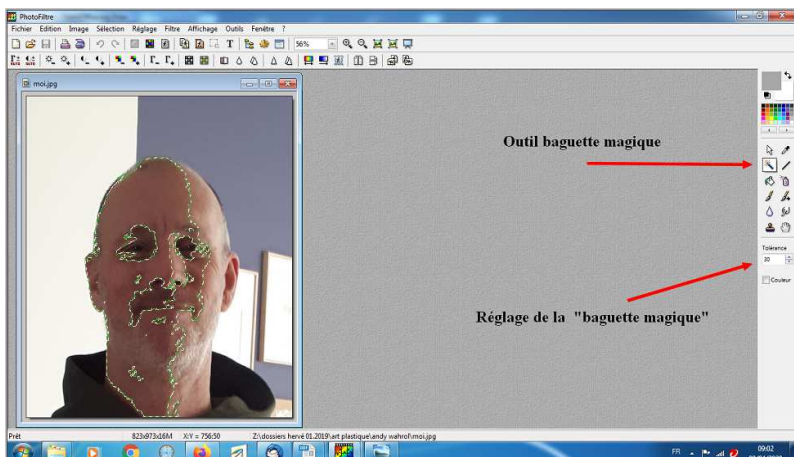 PhotoFiltre
Fichier Edition Image Sélection Réglage Filtre Affichage Outils Fenêtre ?
56%
moi.jpg
Outil baguette magique
Tolérance
30
Couleur
Réglage de la "baguette magique"
Prêt 823x973x16M X:Y = 756:50 Z:\dossiers hervé 01.2019\art plastique\andy wahrol\moi.jpg
FR 09:02